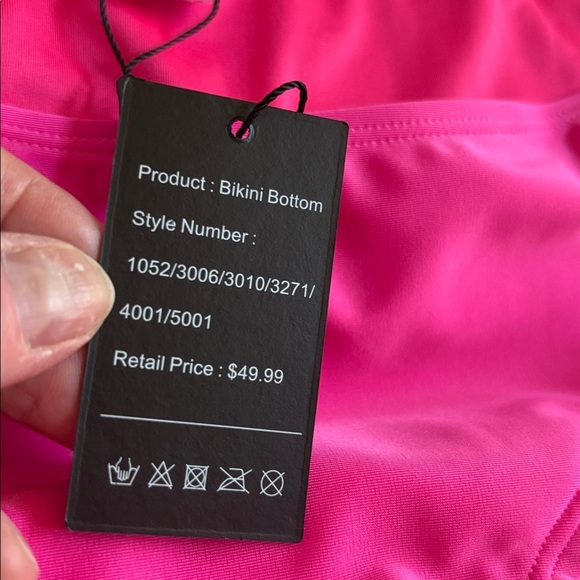 Product : Bikini Bottom
Style Number :
1052/3006/3010/3271/
4001/5001
Retail Price : $49.99